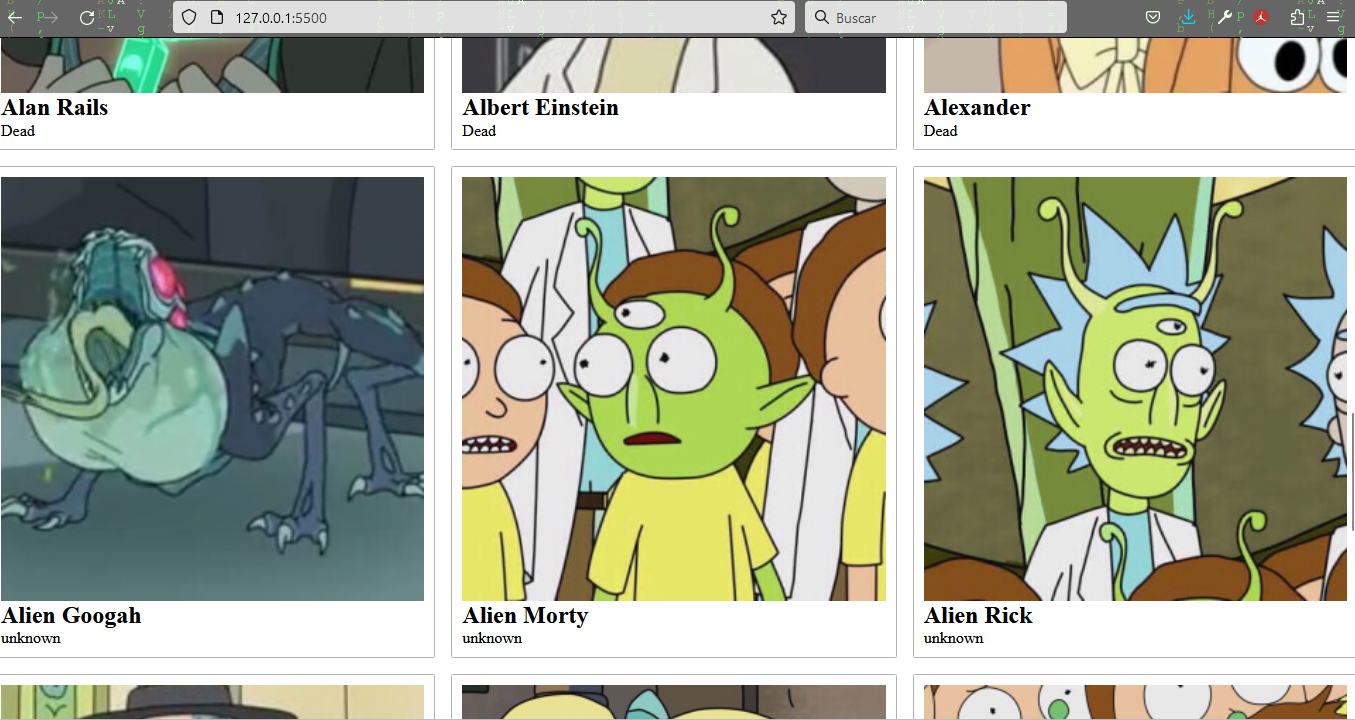 127.0.0.1:5500
Buscar
Alan Rails
Dead
Albert Einstein
Dead
Alexander
Dead
Alien Googah
unknown
Alien Morty
unknown
Alien Rick
unknown